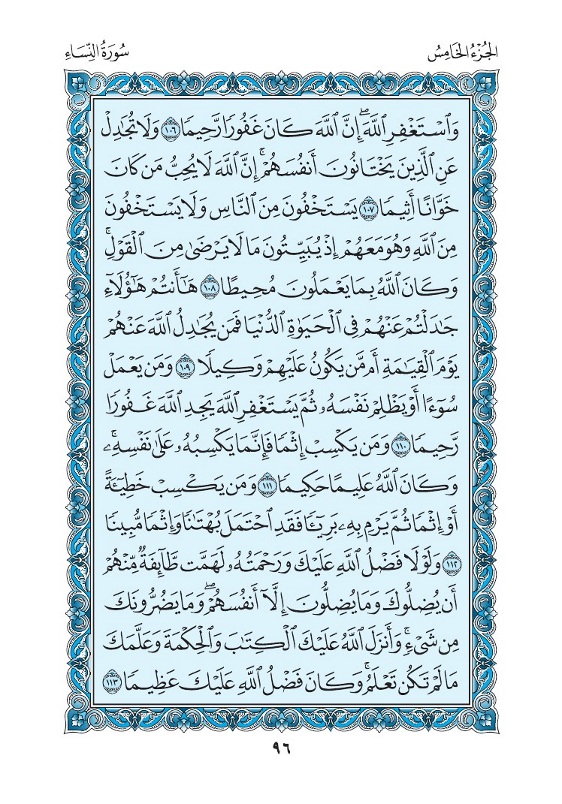 الجُزْءُ الخَامِسُ
سُورَةُ النِّسَاءِ
وَٱسْتَغْفِرِ ٱللَّهَۖ إِنَّ ٱللَّهَ كَانَ غَفُورٗا رَّحِيمٗا ١٠٦ وَلَا تُجَٰدِلْ
عَنِ ٱلَّذِينَ يَخْتَانُونَ أَنفُسَهُمْۚ إِنَّ ٱللَّهَ لَا يُحِبُّ مَن كَانَ
خَوَّانًا أَثِيمٗا ١٠٧ يَسْتَخْفُونَ مِنَ ٱلنَّاسِ وَلَا يَسْتَخْفُونَ
مِنَ ٱللَّهِ وَهُوَ مَعَهُمْ إِذْ يُبَيِّتُونَ مَا لَا يَرْضَىٰ مِنَ ٱلْقَوْلِۚ
وَكَانَ ٱللَّهُ بِمَا يَعْمَلُونَ مُحِيطًا ١٠٨ هَٰٓأَنتُمْ هَٰٓؤُلَآءِ
جَٰدَلْتُمْ عَنْهُمْ فِي ٱلْحَيَوٰةِ ٱلدُّنْيَا فَمَن يُجَٰدِلُ ٱللَّهَ عَنْهُمْ
يَوْمَ ٱلْقِيَٰمَةِ أَم مَّن يَكُونُ عَلَيْهِمْ وَكِيلٗا ١٠٩ وَمَن يَعْمَلْ
سُوٓءًا أَوْ يَظْلِمْ نَفْسَهُۥ ثُمَّ يَسْتَغْفِرِ ٱللَّهَ يَجِدِ ٱللَّهَ غَفُورٗا
رَّحِيمٗا ١١٠ وَمَن يَكْسِبْ إِثْمٗا فَإِنَّمَا يَكْسِبُهُۥ عَلَىٰ نَفْسِهِۦۚ
وَكَانَ ٱللَّهُ عَلِيمًا حَكِيمٗا ١١١ وَمَن يَكْسِبْ خَطِيٓـَٔةً
أَوْ إِثْمٗا ثُمَّ يَرْمِ بِهِۦ بَرِيٓـٔٗا فَقَدِ ٱحْتَمَلَ بُهْتَٰنٗا وَإِثْمٗا مُّبِينٗا
١١٢ وَلَوْلَا فَضْلُ ٱللَّهِ عَلَيْكَ وَرَحْمَتُهُۥ لَهَمَّت طَّآئِفَةٞ مِّنْهُمْ
أَن يُضِلُّوكَ وَمَا يُضِلُّونَ إِلَّآ أَنفُسَهُمْۖ وَمَا يَضُرُّونَكَ
مِن شَيْءٖۚ وَأَنزَلَ ٱللَّهُ عَلَيْكَ ٱلْكِتَٰبَ وَٱلْحِكْمَةَ وَعَلَّمَكَ
مَا لَمْ تَكُن تَعْلَمُۚ وَكَانَ فَضْلُ ٱللَّهِ عَلَيْكَ عَظِيمٗا ١١٣
٩٦